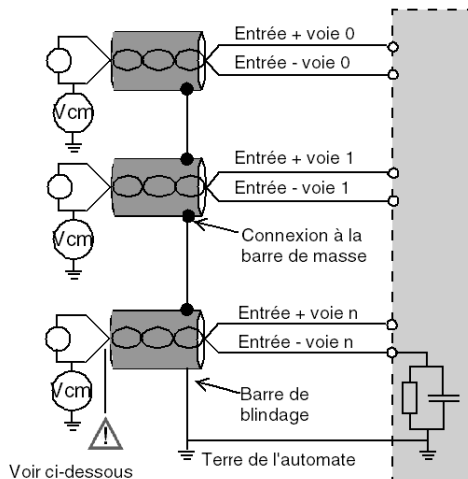 Entrée + voie 0
Entrée - voie 0
Vcm
Entrée + voie 1
Entrée - voie 1
Vcm
Connexion à la
barre de masse
Entrée + voie n
Entrée - voie n
Vcm
Barre de
blindage
!
Terre de l'automate
Voir ci-dessous